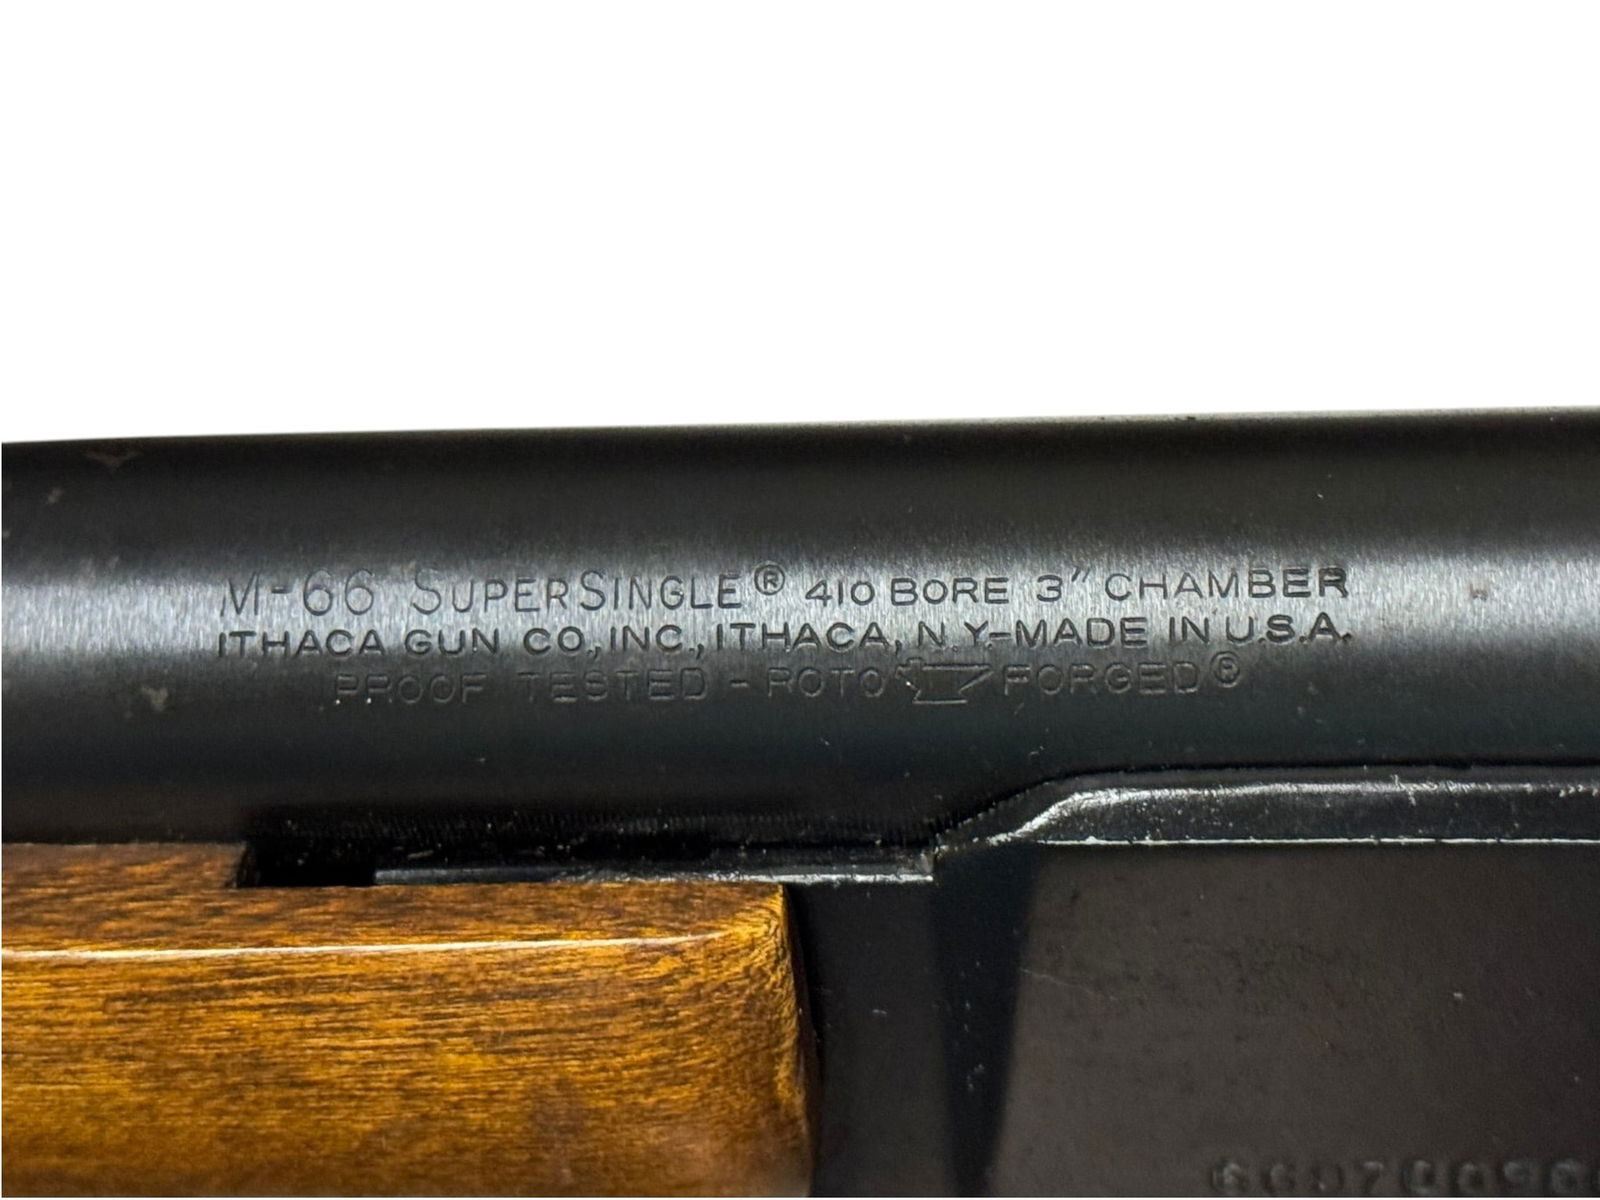 M-66 SUPERSINGLE® 410 BORE 3" CHAMBER
ITHACA GUN CO., INC., ITHACA, N.Y.-MADE IN U.S.A.
PROOF TESTED - ROTO FORGED®